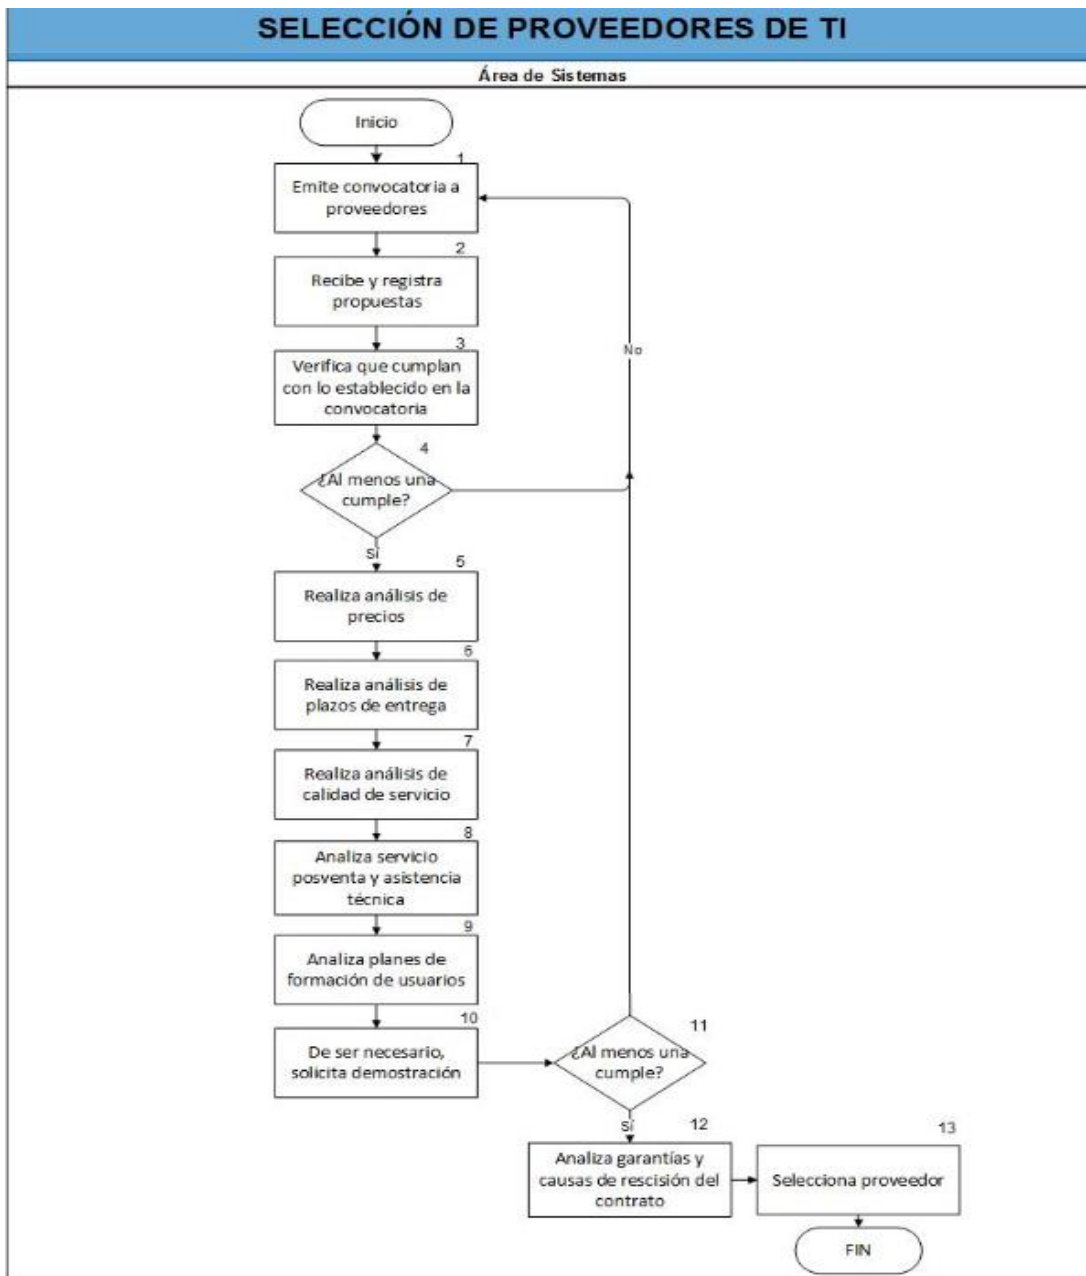 SELECCIÓN DE PROVEEDORES DE TI
Área de Sistemas
Inicio
1
Emite convocatoria a
proveedores
2
Recibe y registra
propuestas
3
Verifica que cumplan
con lo establecido en la
convocatoria
No
4
¿Al menos una
cumple?
Sí
5
Realiza análisis de
precios
6
Realiza análisis de
plazos de entrega
7
Realiza análisis de
calidad de servicio
8
Analiza servicio
posventa y asistencia
técnica
9
Analiza planes de
formación de usuarios
10
De ser necesario,
solicita demostración
11
¿Al menos una
cumple?
Sí
12
Analiza garantías y
causas de rescisión del
contrato
13
Selecciona proveedor
FIN